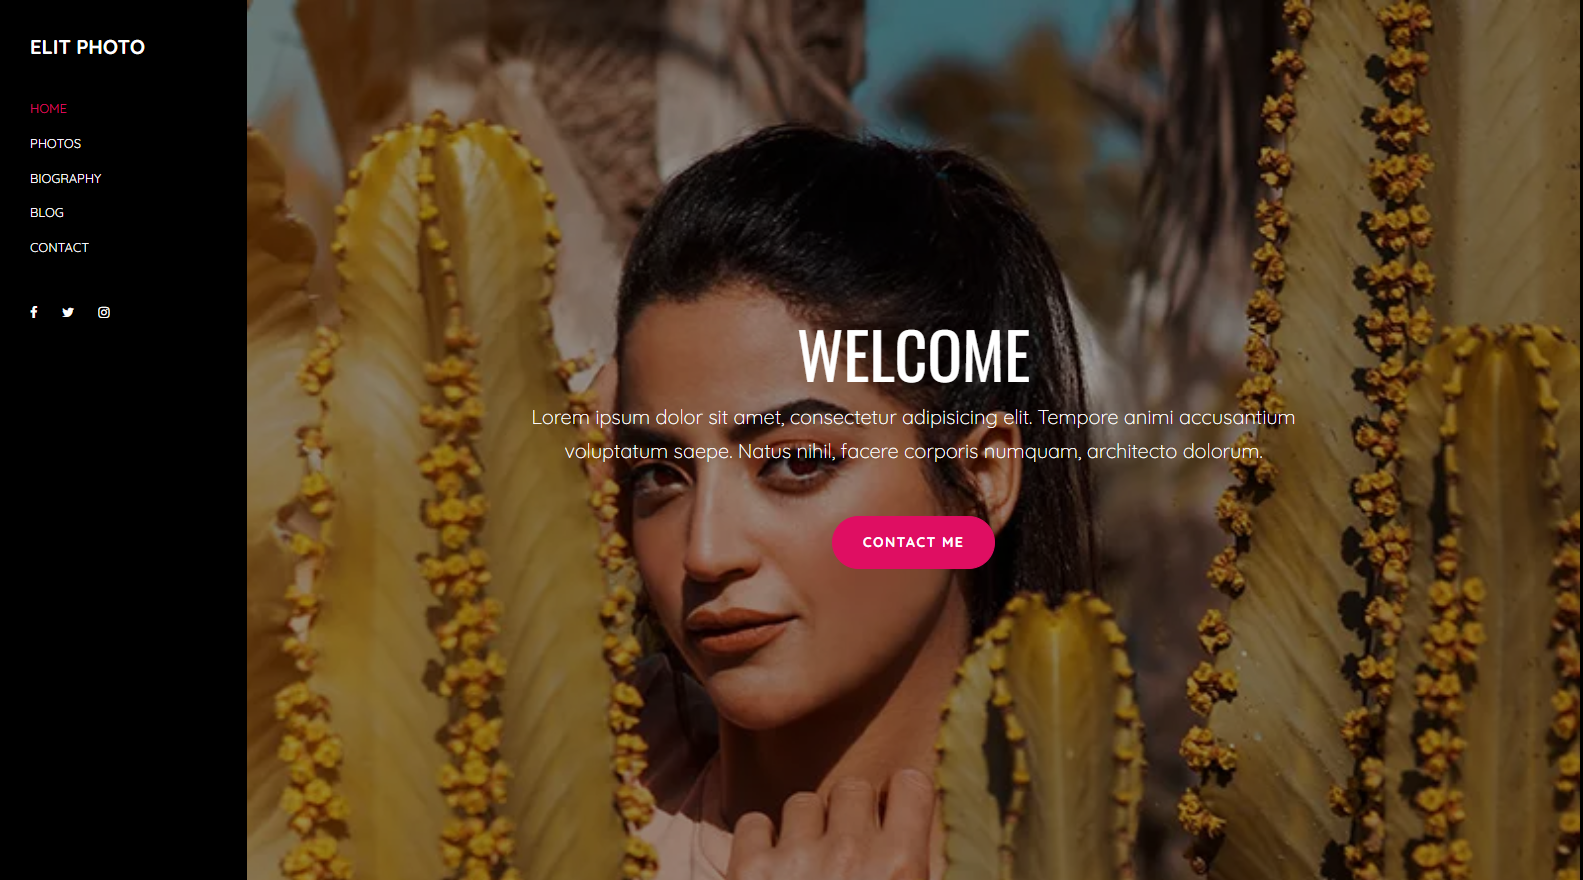 ELIT PHOTO
HOME
PHOTOS
BIOGRAPHY
BLOG
CONTACT
WELCOME
Lorem ipsum dolor sit amet, consectetur adipisicing elit. Tempore animi accusantium
voluptatum saepe. Natus nihil, facere corporis numquam, architecto dolorum.
CONTACT ME